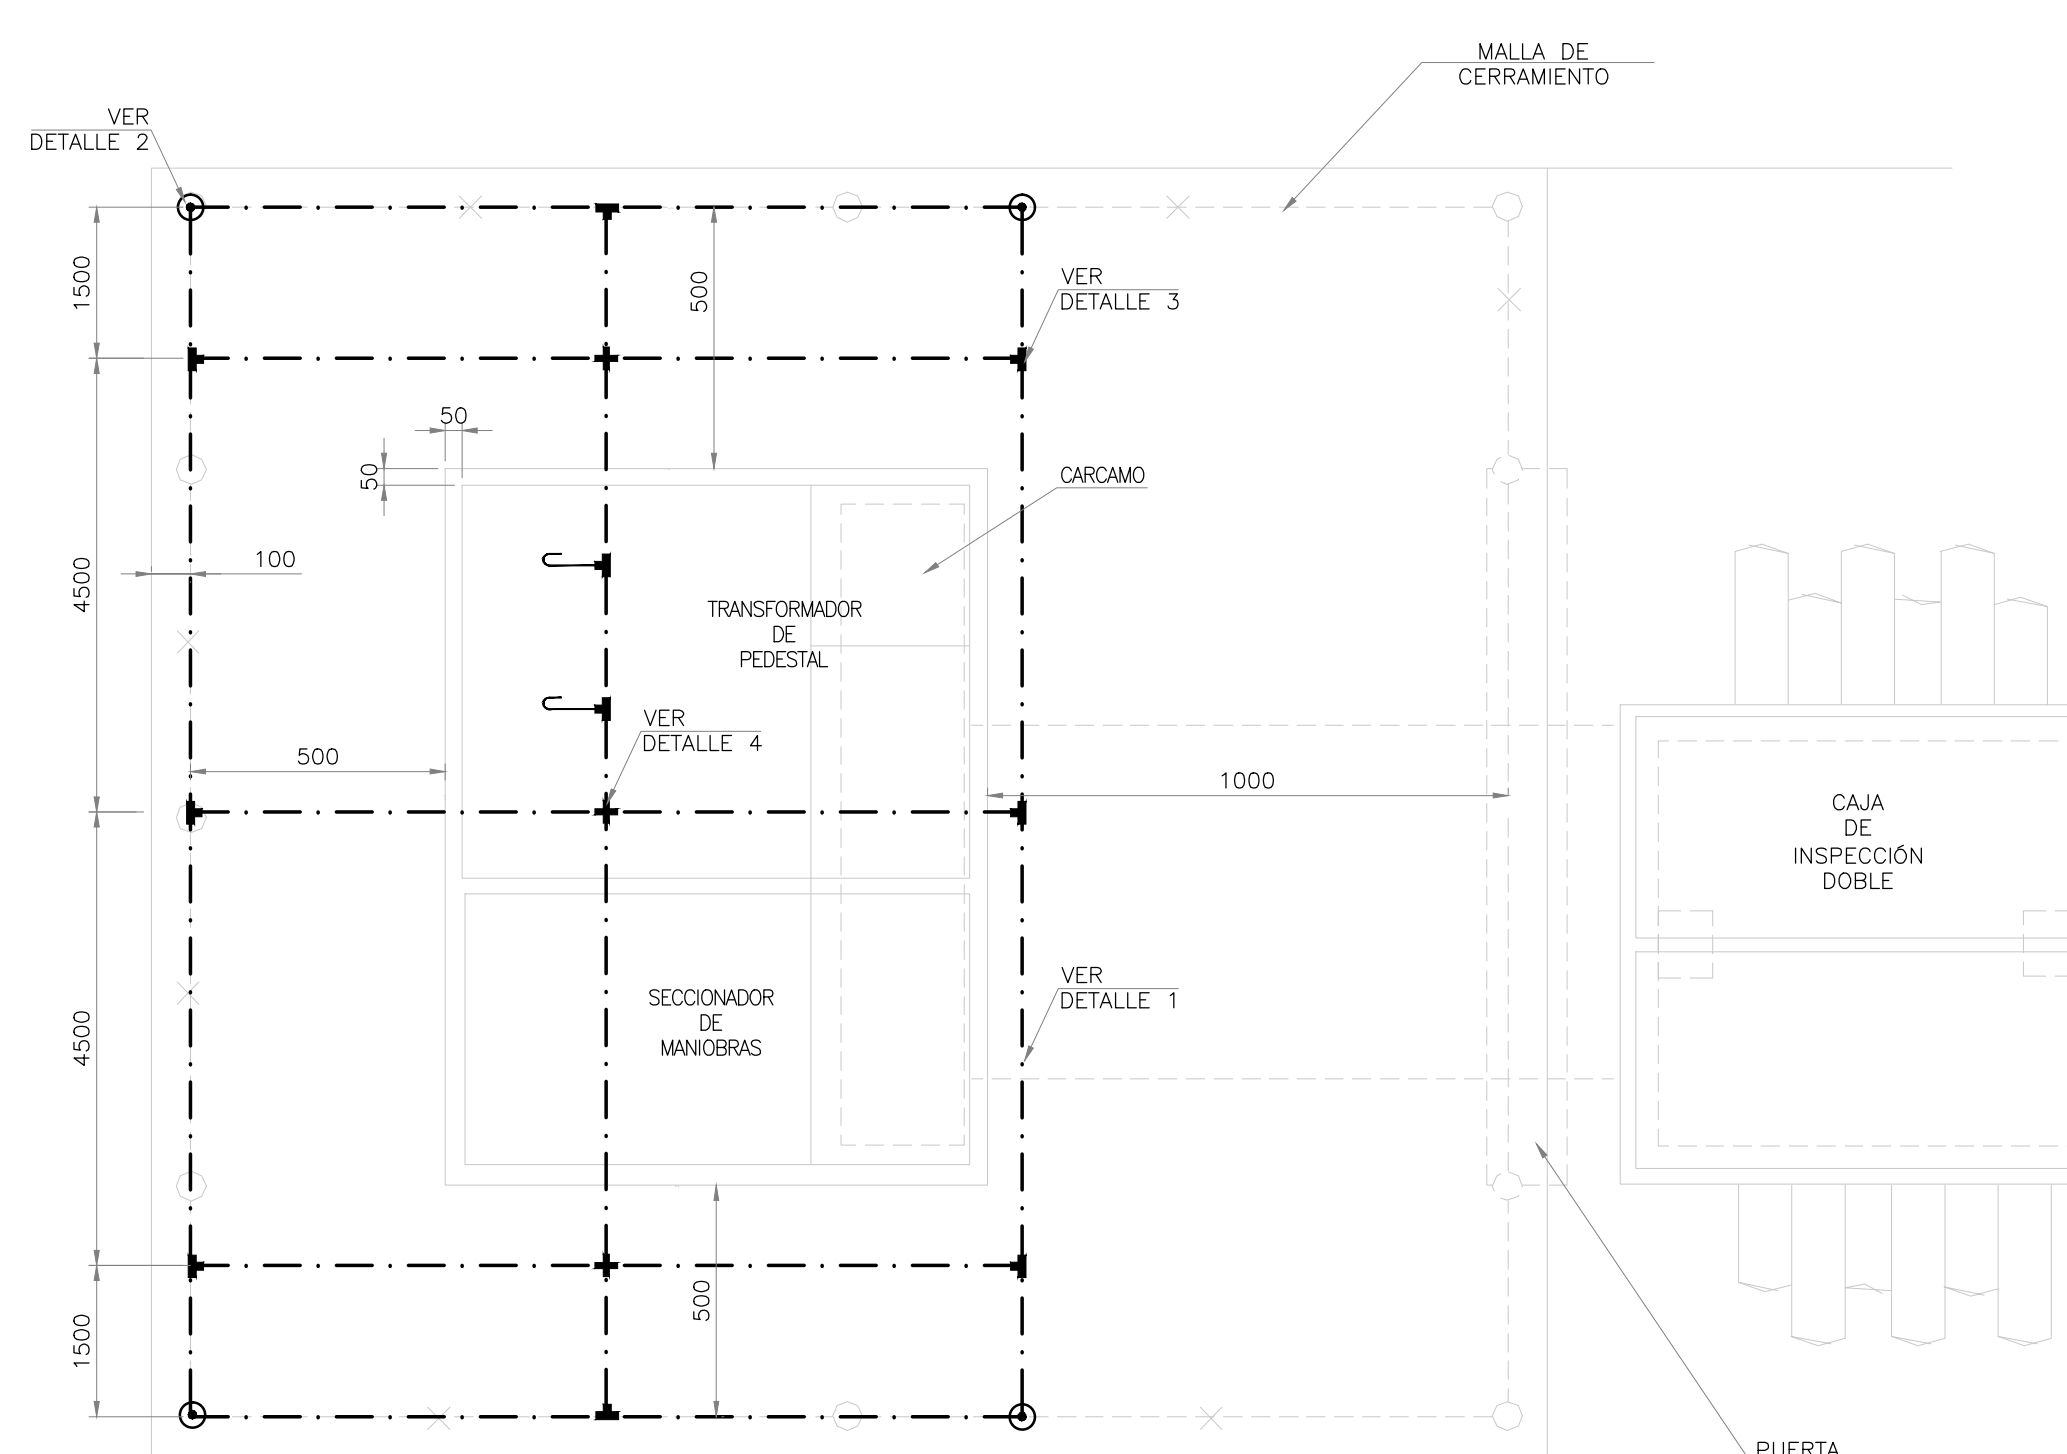 MALLA DE
CERRAMIENTO
VER
DETALLE 2
1500
500
VER
DETALLE 3
50
50
CARCAMO
100
4500
TRANSFORMADOR
DE
PEDESTAL
VER
DETALLE 4
500
1000
CAJA
DE
INSPECCIÓN
DOBLE
VER
DETALLE 1
SECCIONADOR
DE
MANIOBRAS
4500
500
1500
PUERTA